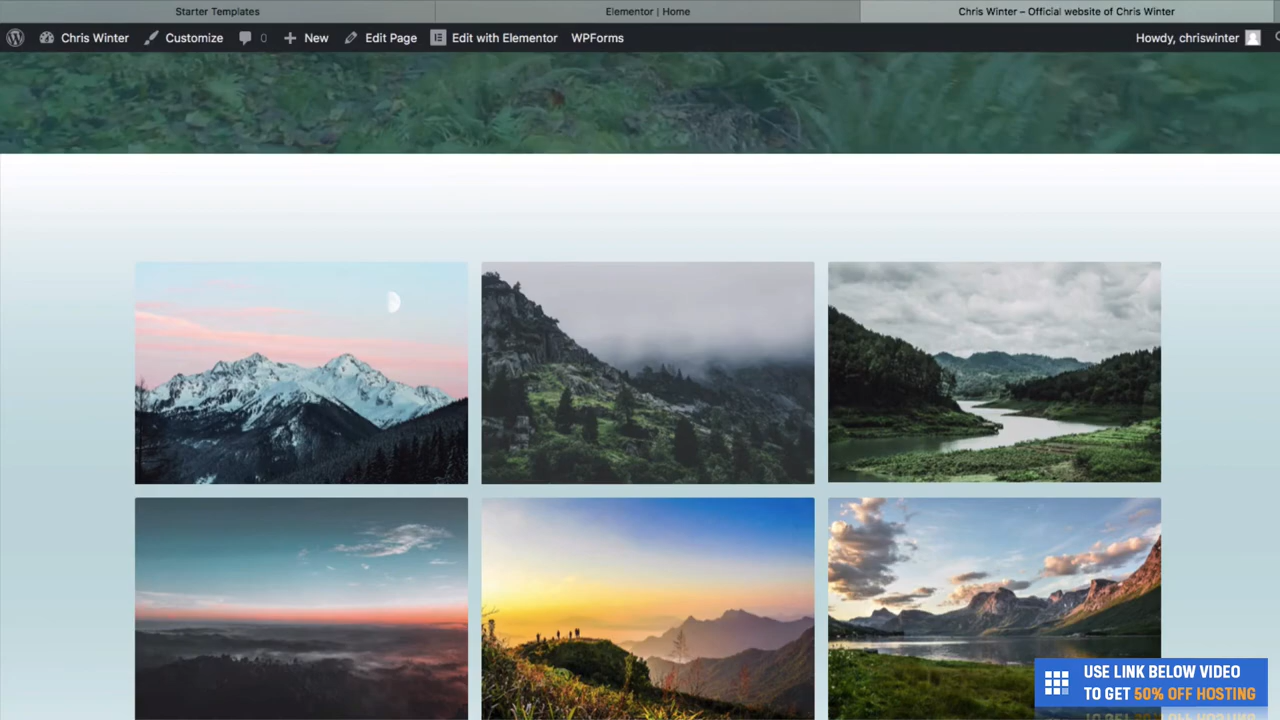 Starter Templates
Elementor | Home
Chris Winter – Official website of Chris Winter
Chris Winter
Customize
0
New
Edit Page
Edit with Elementor
WPForms
Howdy, chriswinter
USE LINK BELOW VIDEO
TO GET 50% OFF HOSTING